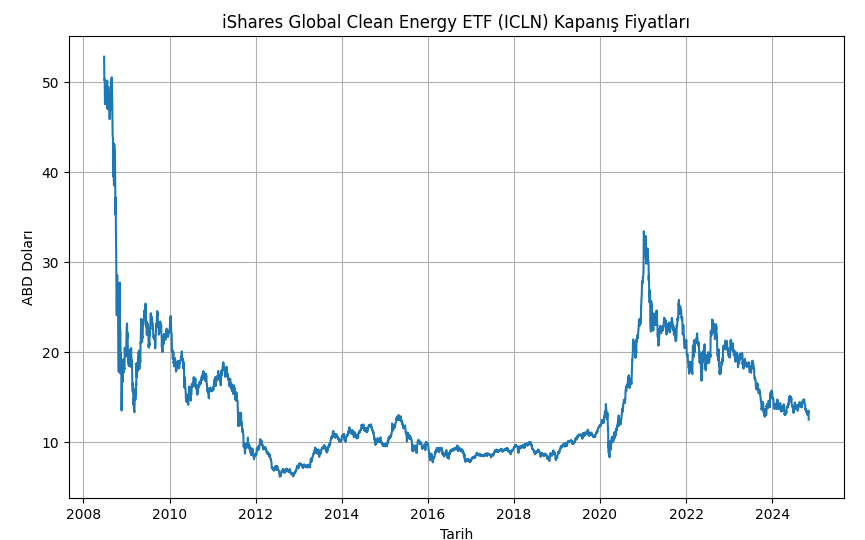 iShares Global Clean Energy ETF (ICLN) Kapanış Fiyatları
50
40
30
20
10
ABD Doları
2008 2010 2012 2014 2016 2018 2020 2022 2024
Tarih